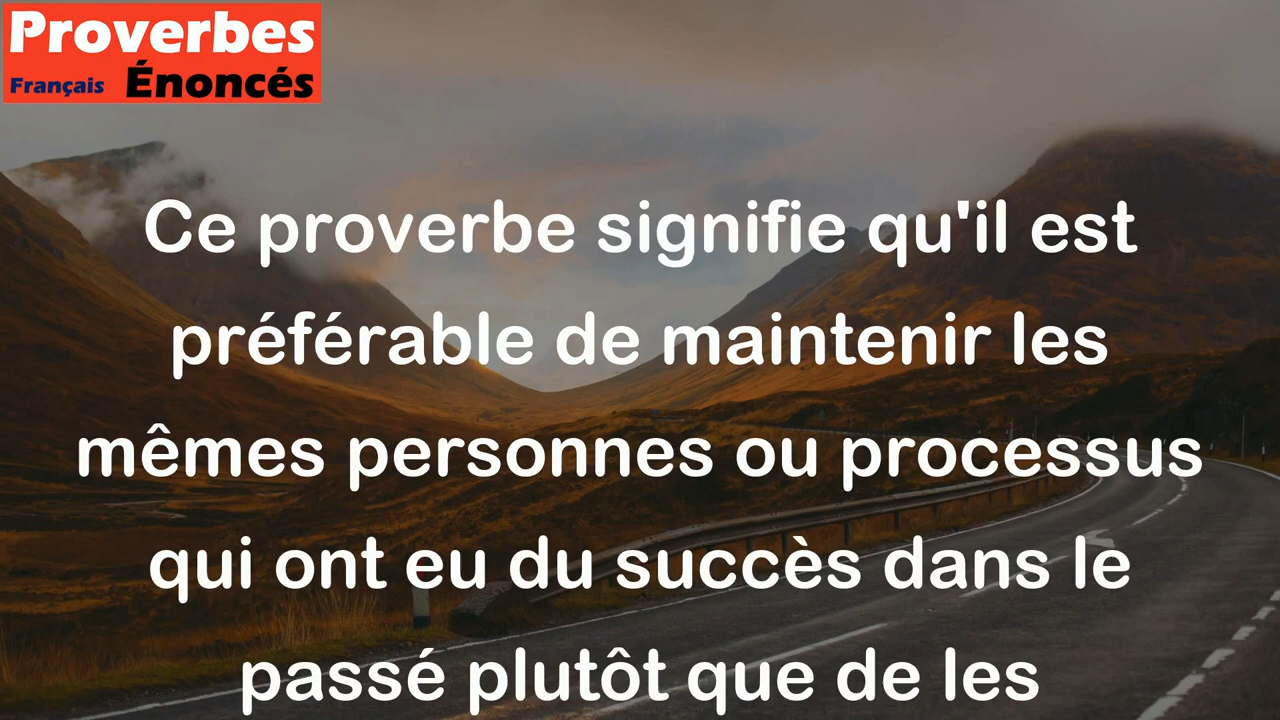 Proverbes
Français Énoncés
Ce proverbe signifie qu'il est
préférable de maintenir les
mêmes personnes ou processus
qui ont eu du succès dans le
passé plutôt que de les